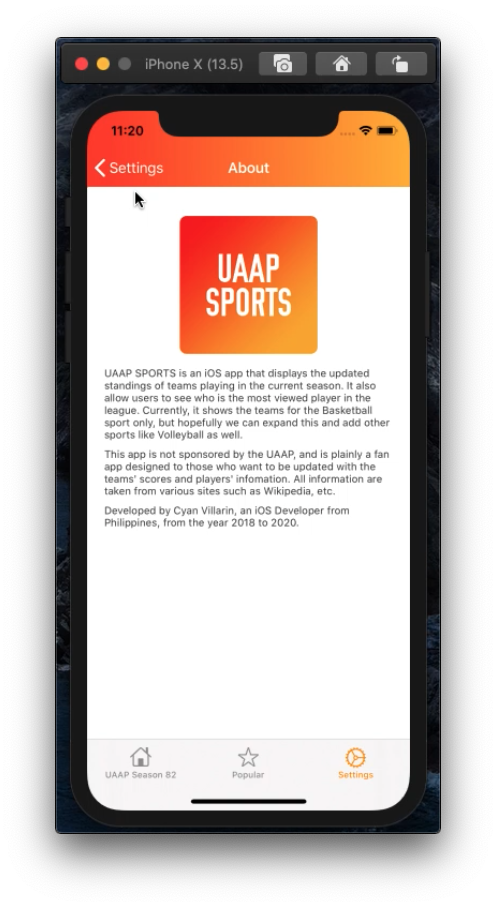 iPhone X (13.5)
11:20
Settings
About
UAAP
SPORTS
UAAP SPORTS is an iOS app that displays the updated
standings of teams playing in the current season. It also
allow users to see who is the most viewed player in the
league. Currently, it shows the teams for the Basketball
sport only, but hopefully we can expand this and add other
sports like Volleyball as well.
This app is not sponsored by the UAAP, and is plainly a fan
app designed to those who want to be updated with the
teams' scores and players' infomation. All information are
taken from various sites such as Wikipedia, etc.
Developed by Cyan Villarin, an iOS Developer from
Philippines, from the year 2018 to 2020.
UAAP Season 82
Popular
Settings